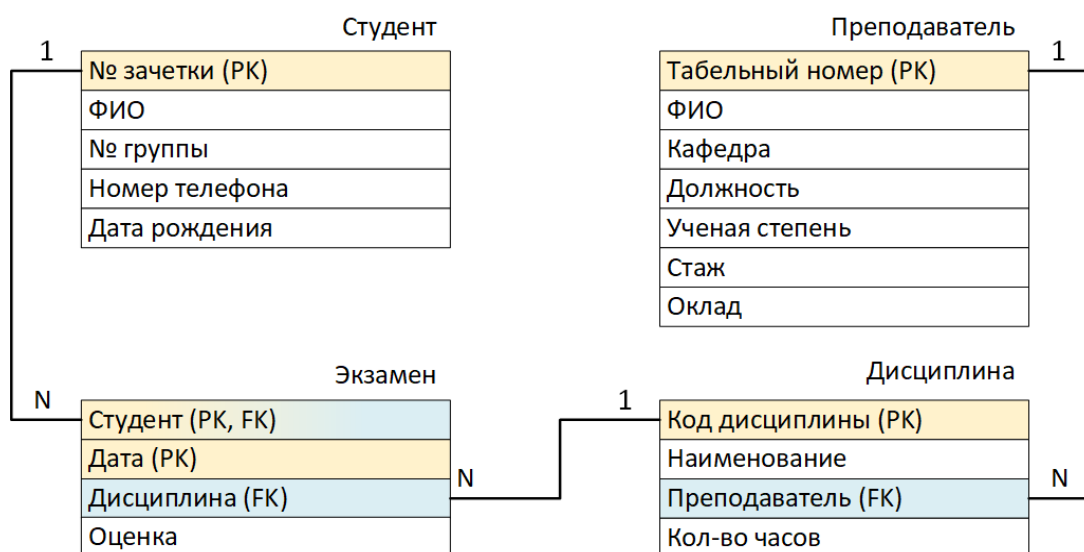 Студент
1
№ зачетки (PK)
ФИО
№ группы
Номер телефона
Дата рождения
Преподаватель
1
Табельный номер (PK)
ФИО
Кафедра
Должность
Ученая степень
Стаж
Оклад
Экзамен
N
Студент (PK, FK)
Дата (PK)
Дисциплина (FK)
N
Оценка
Дисциплина
1
Код дисциплины (PK)
Наименование
Преподаватель (FK)
N
Кол-во часов